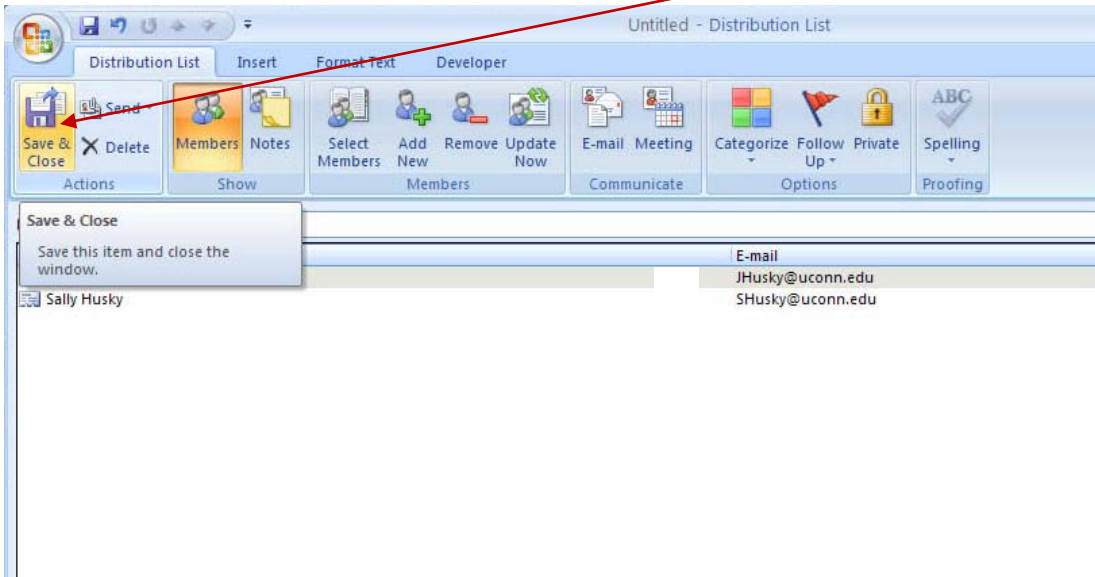 Untitled - Distribution List
Distribution List Insert Format Text Developer
Save & Close Send Delete Members Notes Select Members Add New Remove Update Now E-mail Meeting Categorize Follow Up Private ABC Spelling
Actions Show Members Communicate Options Proofing
Save & Close
Save this item and close the
window.
E-mail
JHusky@uconn.edu
Sally Husky SHusky@uconn.edu